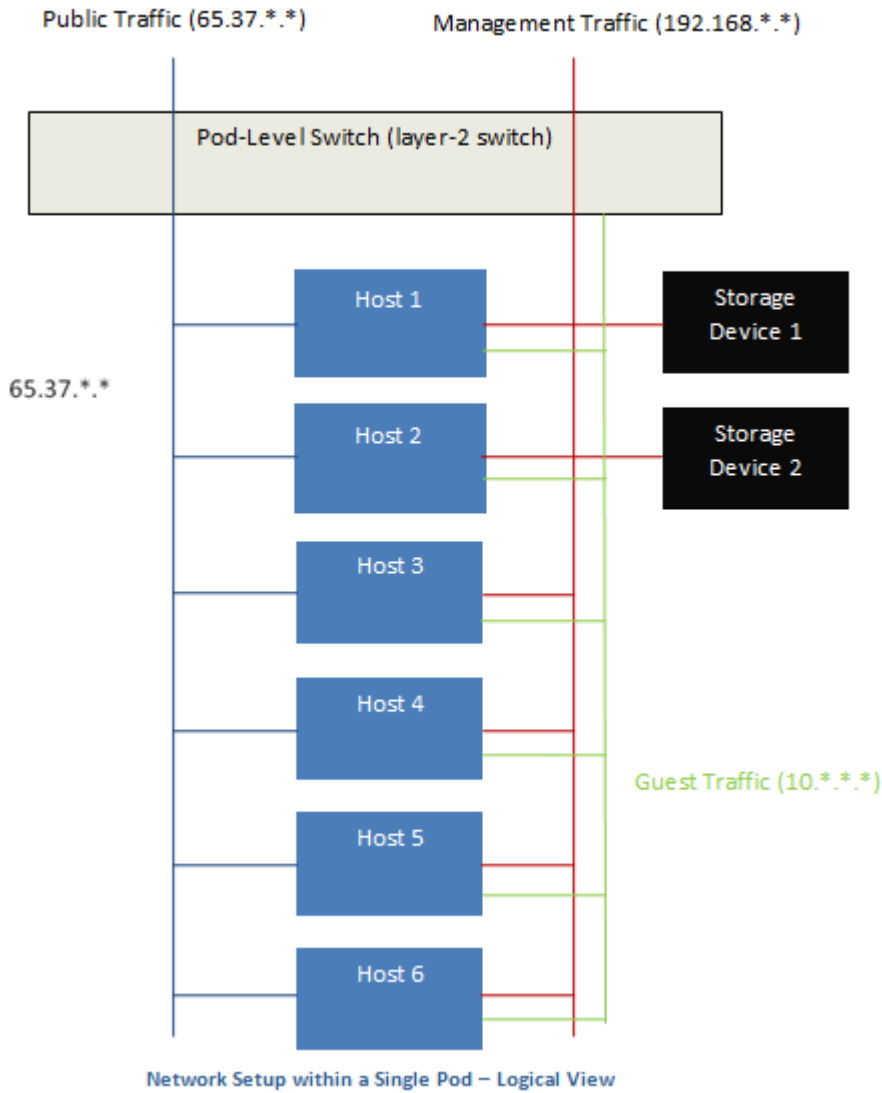 Public Traffic (65.37.*.*)
Management Traffic (192.168.*.*)
Pod-Level Switch (layer-2 switch)
Host 1
Storage
Device 1
65.37.*.*
Host 2
Storage
Device 2
Host 3
Host 4
Guest Traffic (10.*.*.*)
Host 5
Host 6
Network Setup within a Single Pod – Logical View